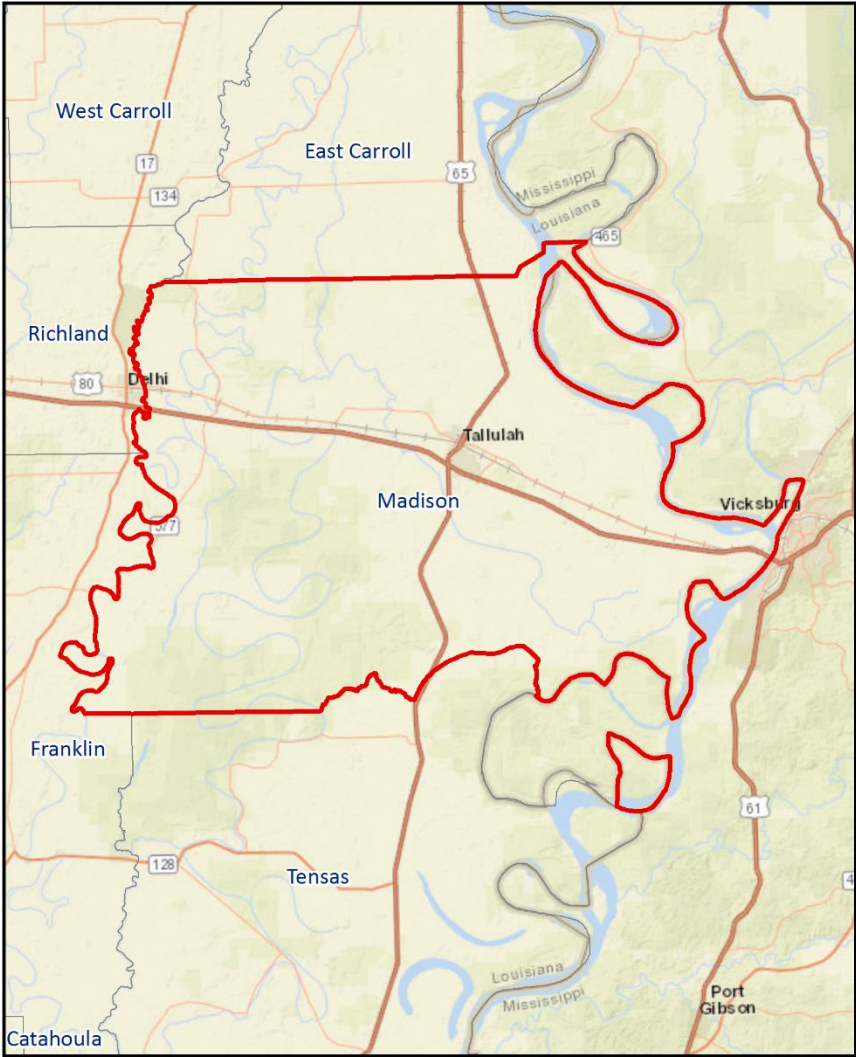 West Carroll
East Carroll
17
65
134
Mississippi
Louisiana
465
Richland
80
Delhi
Tallulah
Madison
Vicksburg
577
Franklin
61
128
Tensas
4
Louisiana
Mississippi
Port
Gibson
Catahoula